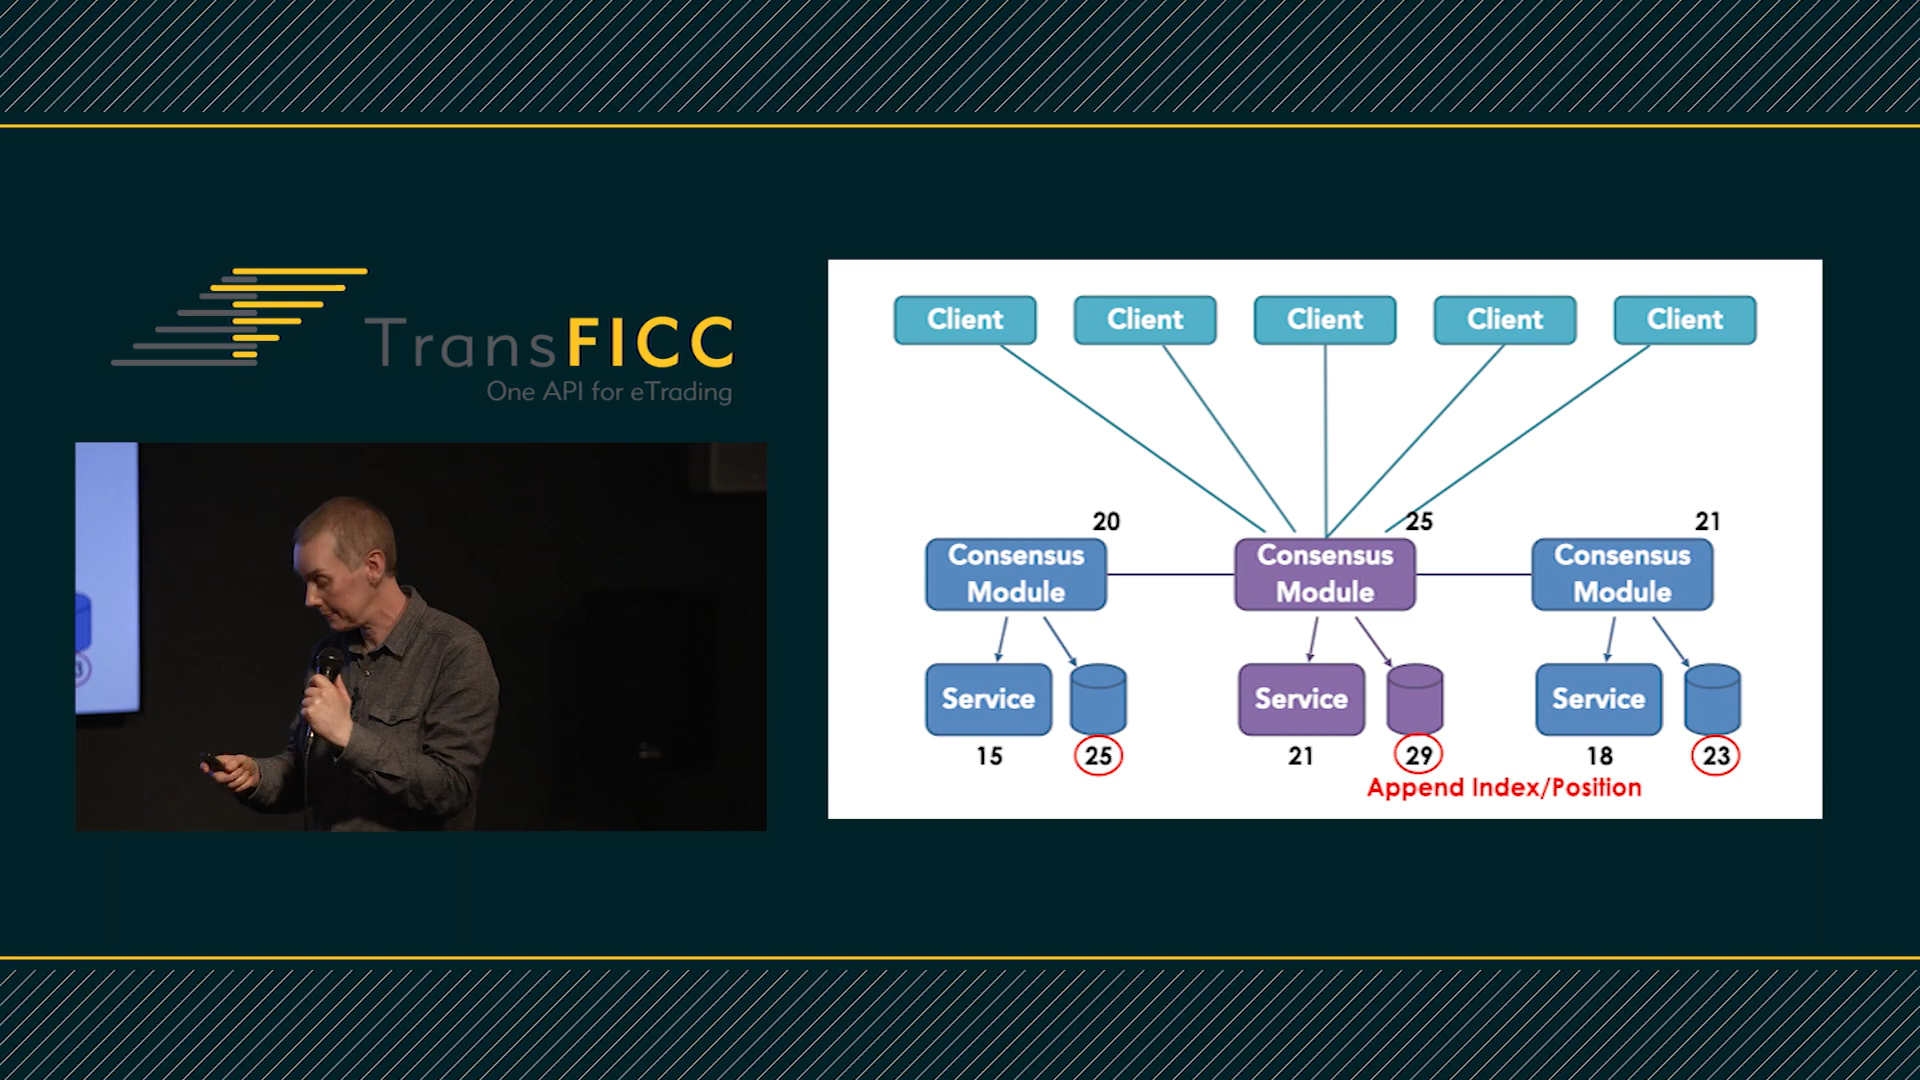 TransFICC
One API for eTrading
Client Client Client Client Client
20 25 21
Consensus Module Consensus Module Consensus Module
Service Service Service
15 25 21 29 18 23
Append Index/Position